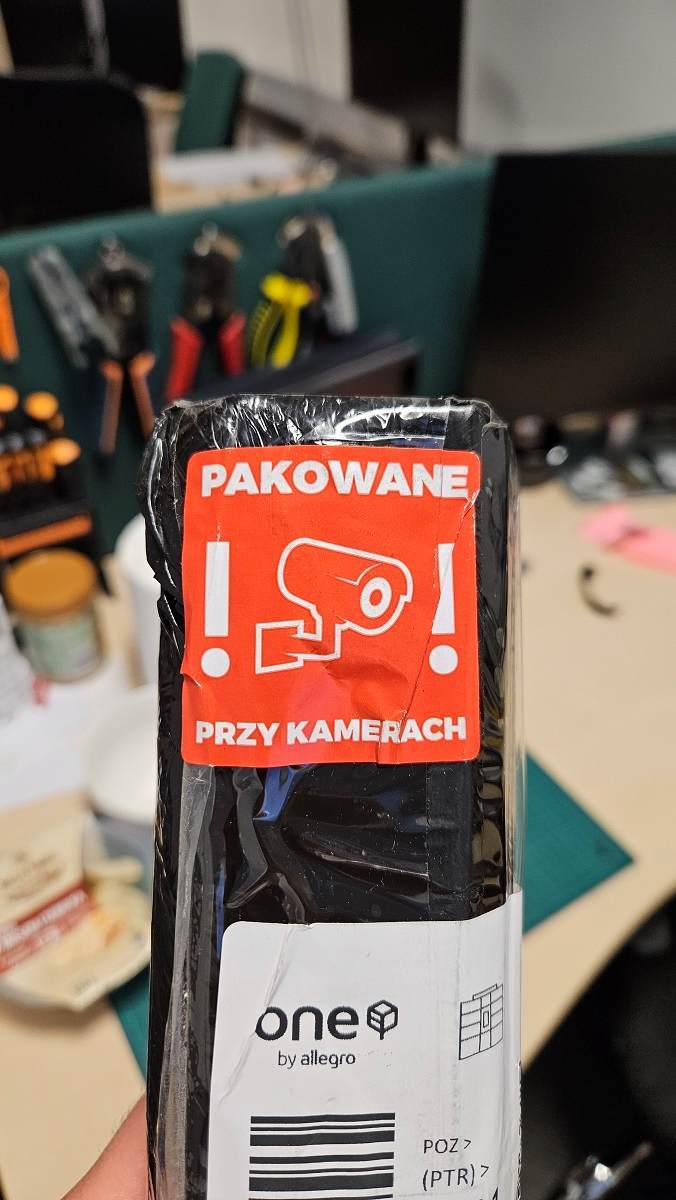 PAKOWANE
! !
PRZY KAMERACH
one
by allegro
POZ >
(PTR) >